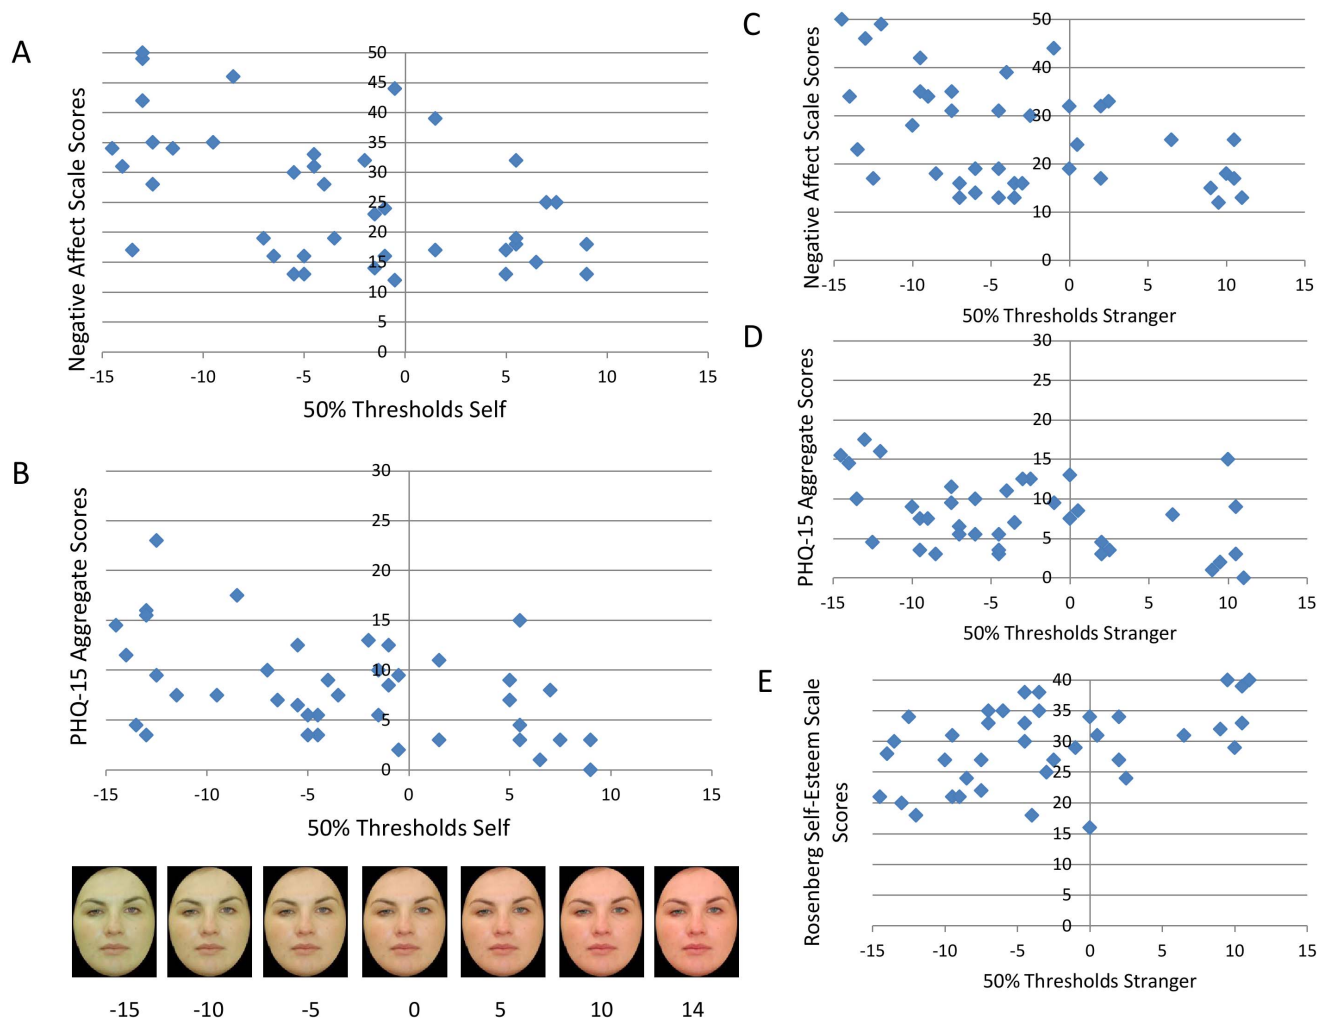 A
Negative Affect Scale Scores
50
45
40
35
30
25
20
15
10
5
0
-15 -10 -5 0 5 10 15
50% Thresholds Self
B
PHQ-15 Aggregate Scores
30
25
20
15
10
5
0
-15 -10 -5 0 5 10 15
50% Thresholds Self
-15 -10 -5 0 5 10 14
C
Negative Affect Scale Scores
50
40
30
20
10
0
-15 -10 -5 0 5 10 15
50% Thresholds Stranger
D
PHQ-15 Aggregate Scores
30
25
20
15
10
5
0
-15 -10 -5 0 5 10 15
50% Thresholds Stranger
E
Rosenberg Self-Esteem Scale
Scores
40
35
30
25
20
15
10
5
0
-15 -10 -5 0 5 10 15
50% Thresholds Stranger